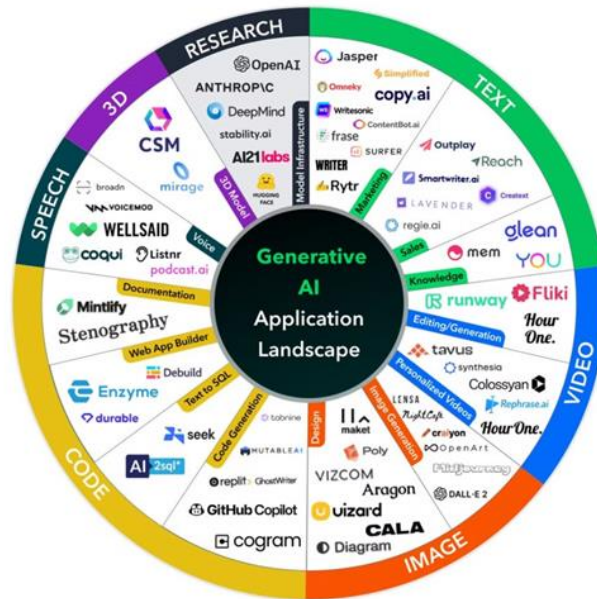 RESEARCH
OpenAI
ANTHROP\C
DeepMind
stability.ai
AI21labs
HUGGING
FACE
Model Infrastructure
TEXT
Jasper
Simplified
Omneky
copy.ai
Writesonic
ContentBot.ai
frase
SURFER
WRITER
Rytr
Marketing
Outplay
Reach
Smartwriter.ai
Creatext
LAVENDER
regie.ai
Sales
glean
mem
YOU
Knowledge
VIDEO
runway
Fliki
Hour
One.
Editing/Generation
tavus
synthesia
Colossyan
Rephrase.ai
HourOne.
Personalized Videos
IMAGE
LENSA
NightCafe
craiyon
OpenArt
Midjourney
DALL·E 2
Image Generation
maket
Poly
VIZCOM
Aragon
uizard
CALA
Diagram
Design
CODE
tabnine
MUTABLEAI
replit
GhostWriter
GitHub Copilot
cogram
Code Generation
seek
AI 2sql
Text to SQL
Debuild
Enzyme
durable
Web App Builder
Mintlify
Stenography
Documentation
SPEECH
broadn
VOICEMOD
WELLSAID
coqui
Listnr
podcast.ai
Voice
3D
CSM
mirage
3D Model
Generative
AI
Application
Landscape